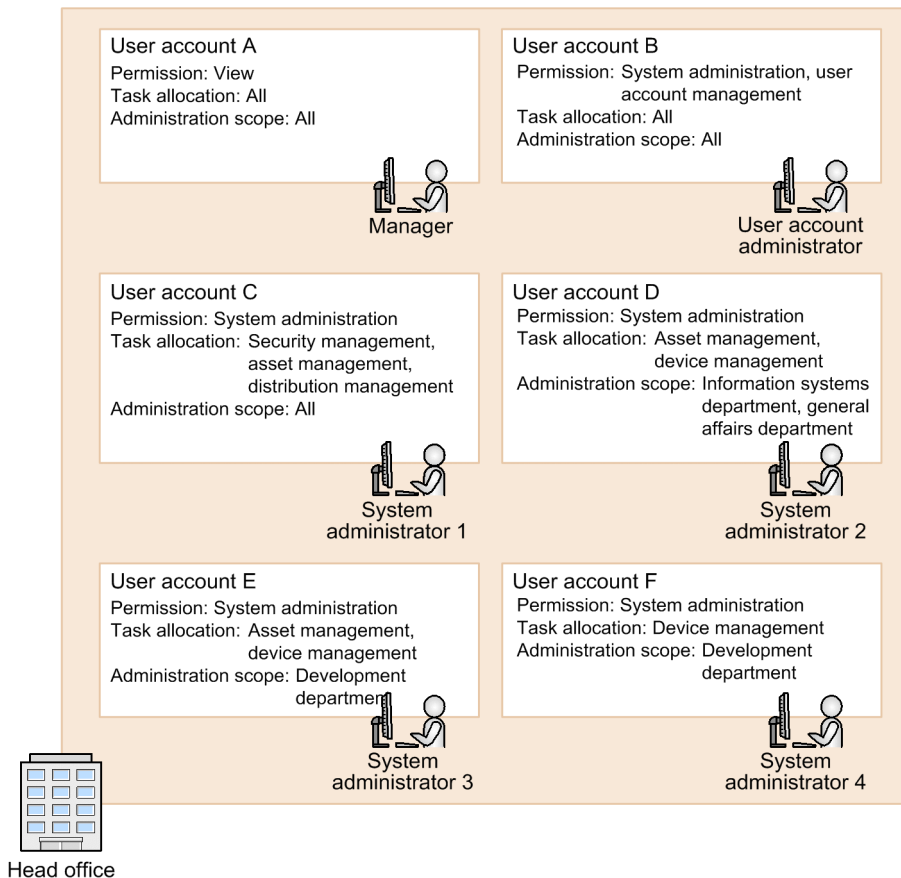 User account A
Permission: View
Task allocation: All
Administration scope: All
Manager
User account B
Permission: System administration, user
account management
Task allocation: All
Administration scope: All
User account
administrator
User account C
Permission: System administration
Task allocation: Security management,
asset management,
distribution management
Administration scope: All
System
administrator 1
User account D
Permission: System administration
Task allocation: Asset management,
device management
Administration scope: Information systems
department, general
affairs department
System
administrator 2
User account E
Permission: System administration
Task allocation: Asset management,
device management
Administration scope: Development
department
System
administrator 3
User account F
Permission: System administration
Task allocation: Device management
Administration scope: Development
department
System
administrator 4
Head office